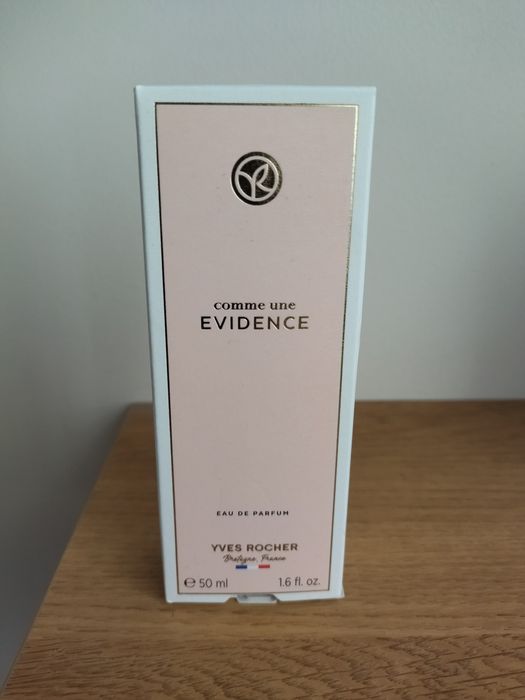 comme une
EVIDENCE
EAU DE PARFUM
YVES ROCHER
Bretagne, France
℮ 50 ml 1.6 fl. oz.